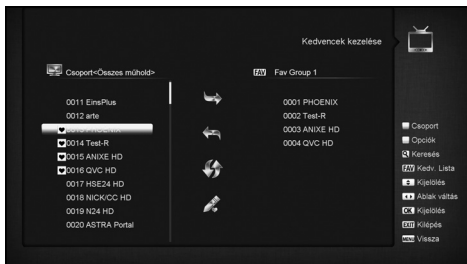 Kedvencek kezelése
Csoport<Összes műhold>
0011 EinsPlus
0012 arte
0013 PHOENIX
0014 Test-R
0015 ANIXE HD
0016 QVC HD
0017 HSE24 HD
0018 NICK/CC HD
0019 N24 HD
0020 ASTRA Portal
FAV Fav Group 1
0001 PHOENIX
0002 Test-R
0003 ANIXE HD
0004 QVC HD
Csoport
Opciók
Keresés
FAV Kedv. Lista
Kijelölés
Ablak váltás
OK Kijelölés
EXIT Kilépés
MENU Vissza